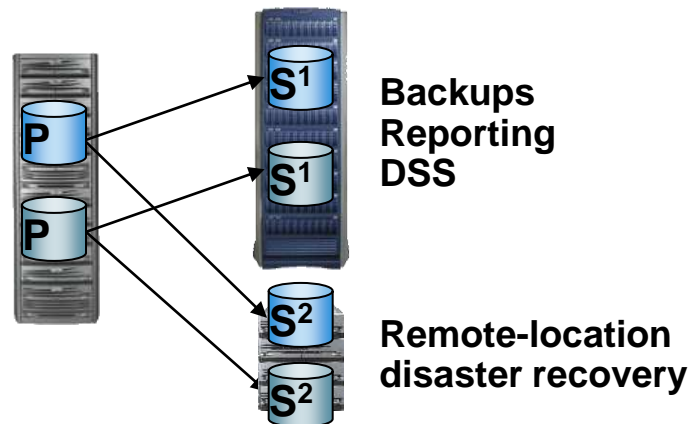 S¹
P
S¹
P
Backups
Reporting
DSS
S²
S²
Remote-location
disaster recovery